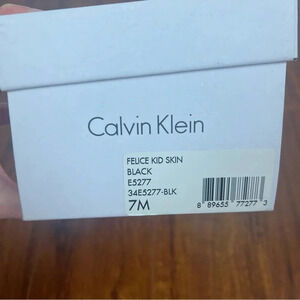 Calvin Klein
FELICE KID SKIN
BLACK
E5277
34E5277-BLK
7M
8 89655 77277 3